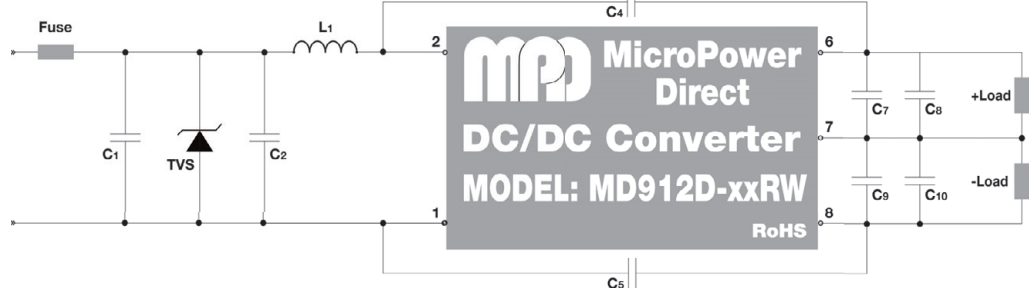 C4
Fuse
L1
2
6
MPD
MicroPower
Direct
C7
C8
+Load
C1
TVS
C2
7
DC/DC Converter
MODEL: MD912D-xxRW
C9
C10
-Load
1
8
RoHS
C5